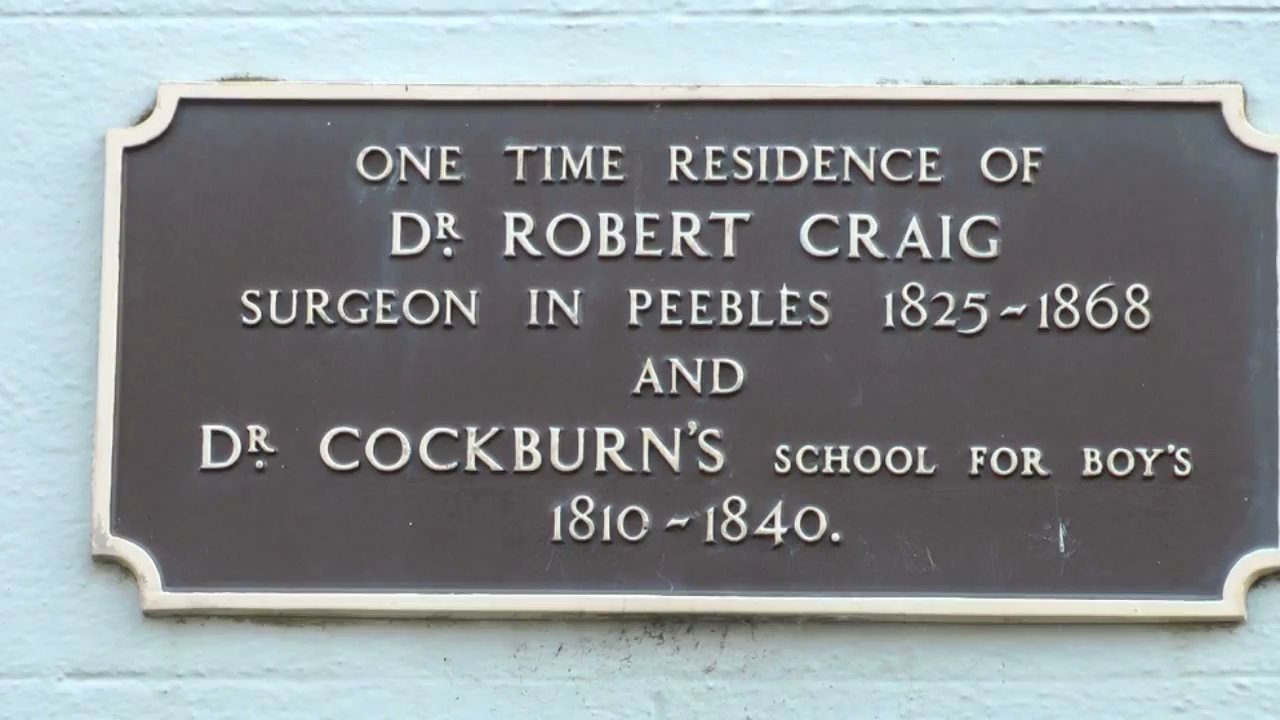 ONE TIME RESIDENCE OF
DR. ROBERT CRAIG
SURGEON IN PEEBLES 1825~1868
AND
DR. COCKBURN'S SCHOOL FOR BOY'S
1810~1840.